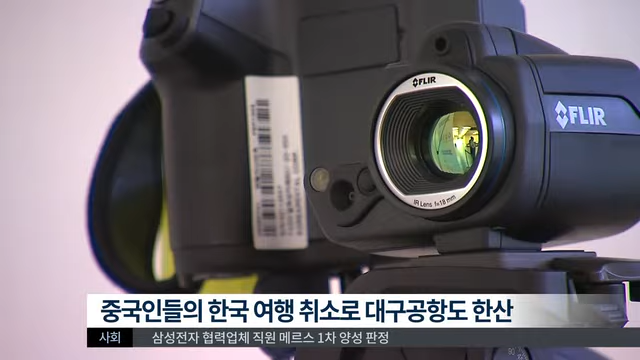 FLIR
FLIR
IR Lens f=18 mm
중국인들의 한국 여행 취소로 대구공항도 한산
사회 삼성전자 협력업체 직원 메르스 1차 양성 판정